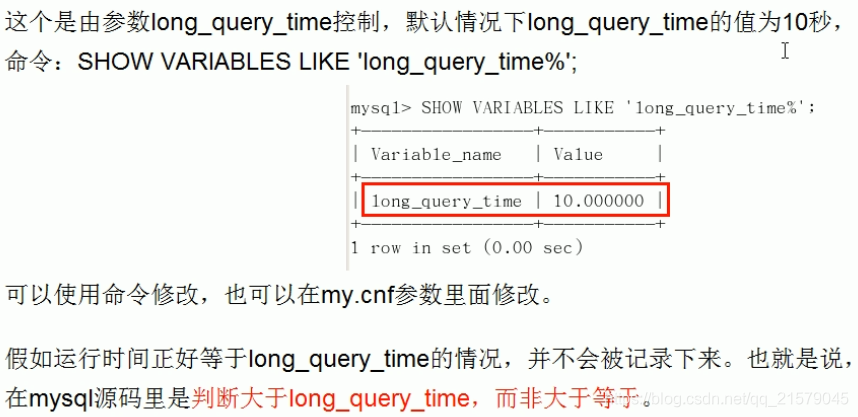 这个是由参数long_query_time控制，默认情况下long_query_time的值为10秒，
命令：SHOW VARIABLES LIKE 'long_query_time%';
mysql> SHOW VARIABLES LIKE 'long_query_time%';
+-----------------+-----------+
| Variable_name | Value |
+-----------------+-----------+
| long_query_time | 10.000000 |
+-----------------+-----------+
1 row in set (0.00 sec)
可以使用命令修改，也可以在my.cnf参数里面修改。
假如运行时间正好等于long_query_time的情况，并不会被记录下来。也就是说，
在mysql源码里是判断大于long_query_time，而非大于等于。
https://blog.csdn.net/qq_21579045